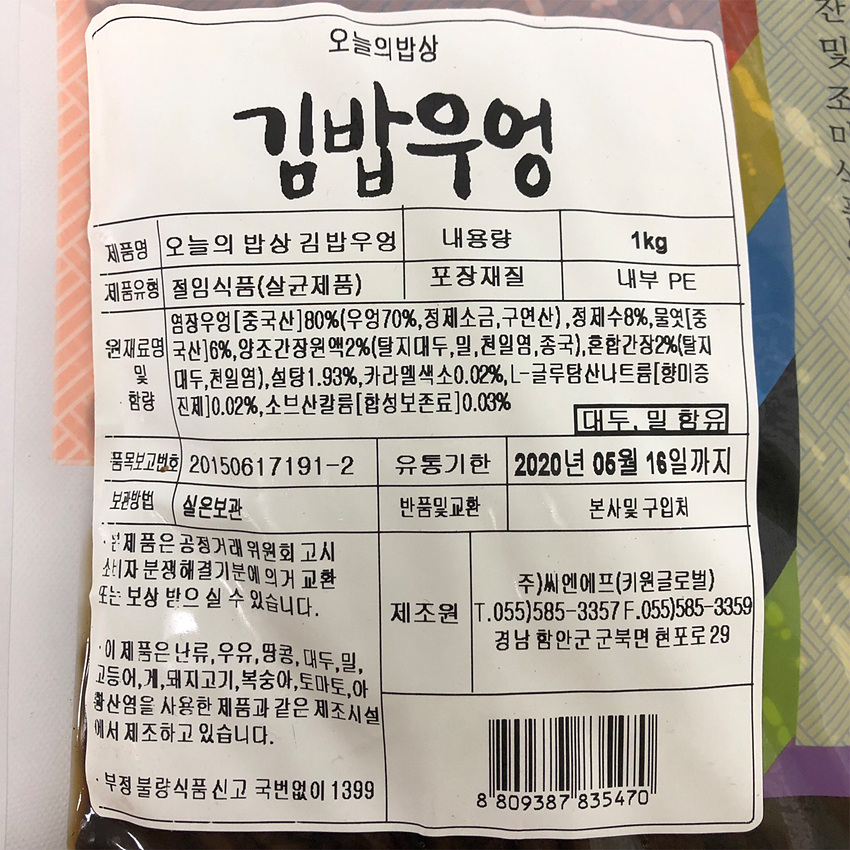 오늘의밥상
김밥우엉
제품명 오늘의 밥상 김밥우엉 내용량 1kg
제품유형 절임식품(살균제품) 포장재질 내부 PE
원재료명 및 함량
염장우엉[중국산]80%(우엉70%,정제소금,구연산),정제수8%,물엿[중
국산]6%,양조간장원액2%(탈지대두,밀,천일염,종국),혼합간장2%(탈지
대두,천일염),설탕1.93%,카라멜색소0.02%,L-글루탐산나트륨[향미증
진제]0.02%,소브산칼륨[합성보존료]0.03%
대두, 밀 함유
품목보고번호 20150617191-2 유통기한 2020년 05월 16일까지
보관방법 실온보관 반품및교환 본사및 구입처
·본제품은 공정거래 위원회 고시
소비자 분쟁해결기분에 의거 교환
또는 보상 받으실 수 있습니다.
·이 제품은 난류,우유,땅콩,대두,밀,
고등어,게,돼지고기,복숭아,토마토,아
황산염을 사용한 제품과 같은 제조시설
에서 제조하고 있습니다.
·부정 불량식품 신고 국번없이 1399
제조원
주)씨엔에프(키원글로벌)
T.055)585-3357 F.055)585-3359
경남 함안군 군북면 현포로 29
8 809387 835470
잔 및 조미식품